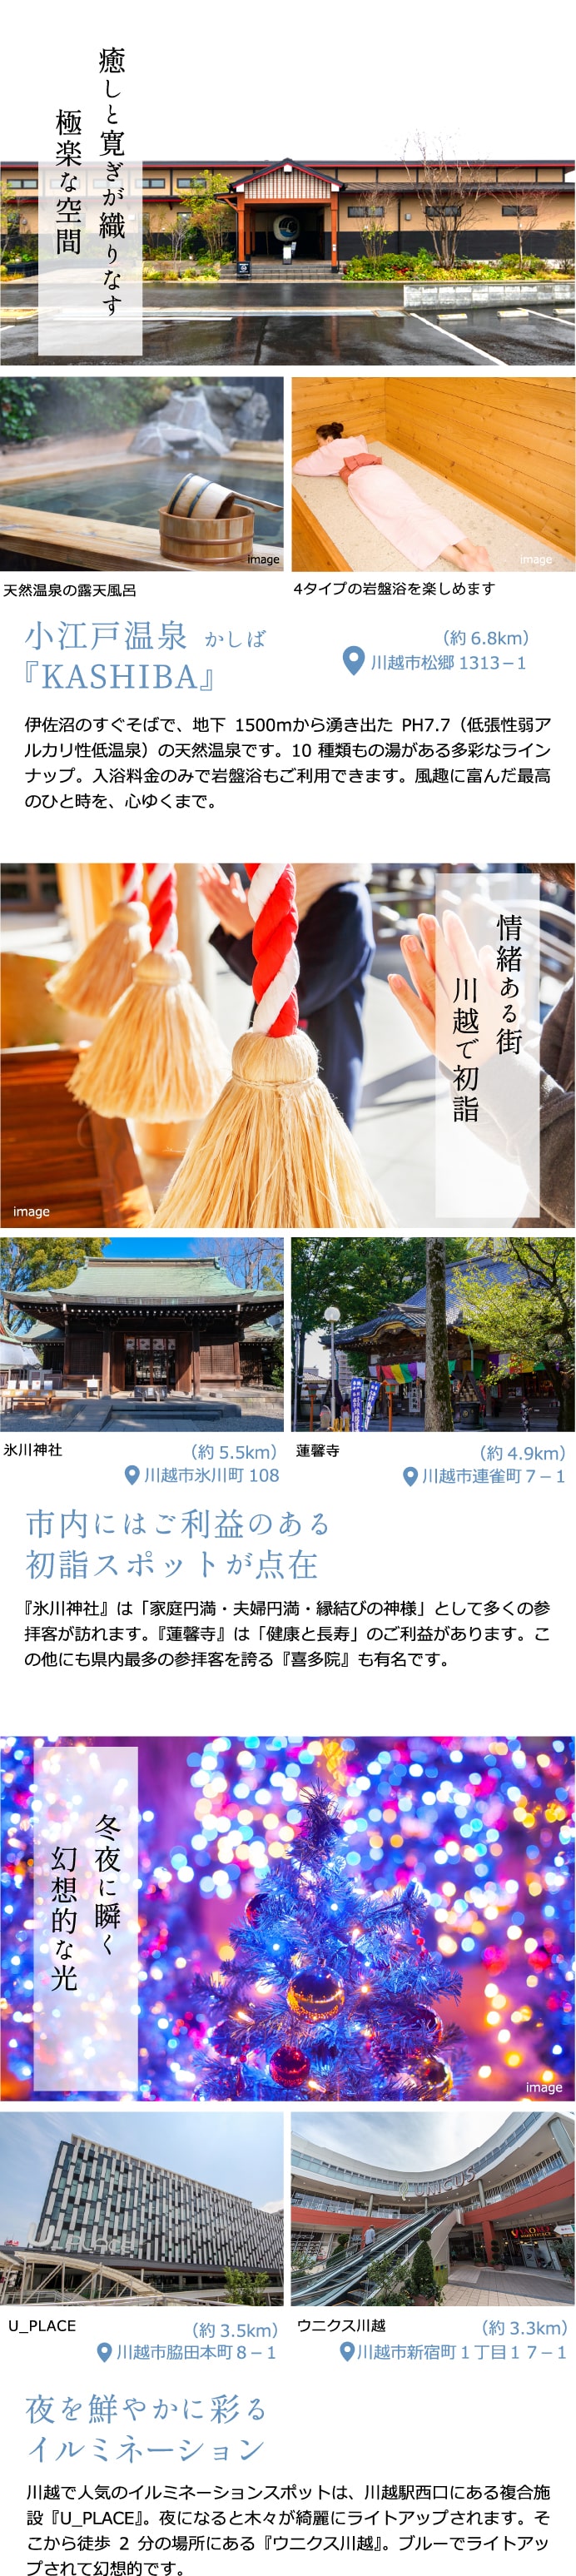 癒しと寛ぎが織りなす
極楽な空間
image
image
天然温泉の露天風呂
4タイプの岩盤浴を楽しめます
小江戸温泉 かしば
『KASHIBA』
（約 6.8km）
川越市松郷 1313－1
伊佐沼のすぐそばで、地下 1500mから湧き出た PH7.7（低張性弱ア
ルカリ性低温泉）の天然温泉です。10 種類もの湯がある多彩なライン
ナップ。入浴料金のみで岩盤浴もご利用できます。風趣に富んだ最高
のひと時を、心ゆくまで。
情緒ある街
川越で初詣
image
氷川神社
（約 5.5km）
川越市氷川町 108
蓮馨寺
（約 4.9km）
川越市連雀町７－１
市内にはご利益のある
初詣スポットが点在
『氷川神社』は「家庭円満・夫婦円満・縁結びの神様」として多くの参
拝客が訪れます。『蓮馨寺』は「健康と長寿」のご利益があります。こ
の他にも県内最多の参拝客を誇る『喜多院』も有名です。
冬夜に瞬く
幻想的な光
image
U_PLACE
UNICUS
U_PLACE
（約 3.5km）
川越市脇田本町８－１
ウニクス川越
（約 3.3km）
川越市新宿町１丁目１７－１
夜を鮮やかに彩る
イルミネーション
川越で人気のイルミネーションスポットは、川越駅西口にある複合施
設『U_PLACE』。夜になると木々が綺麗にライトアップされます。そ
こから徒歩 2 分の場所にある『ウニクス川越』。ブルーでライトアッ
プされて幻想的です。